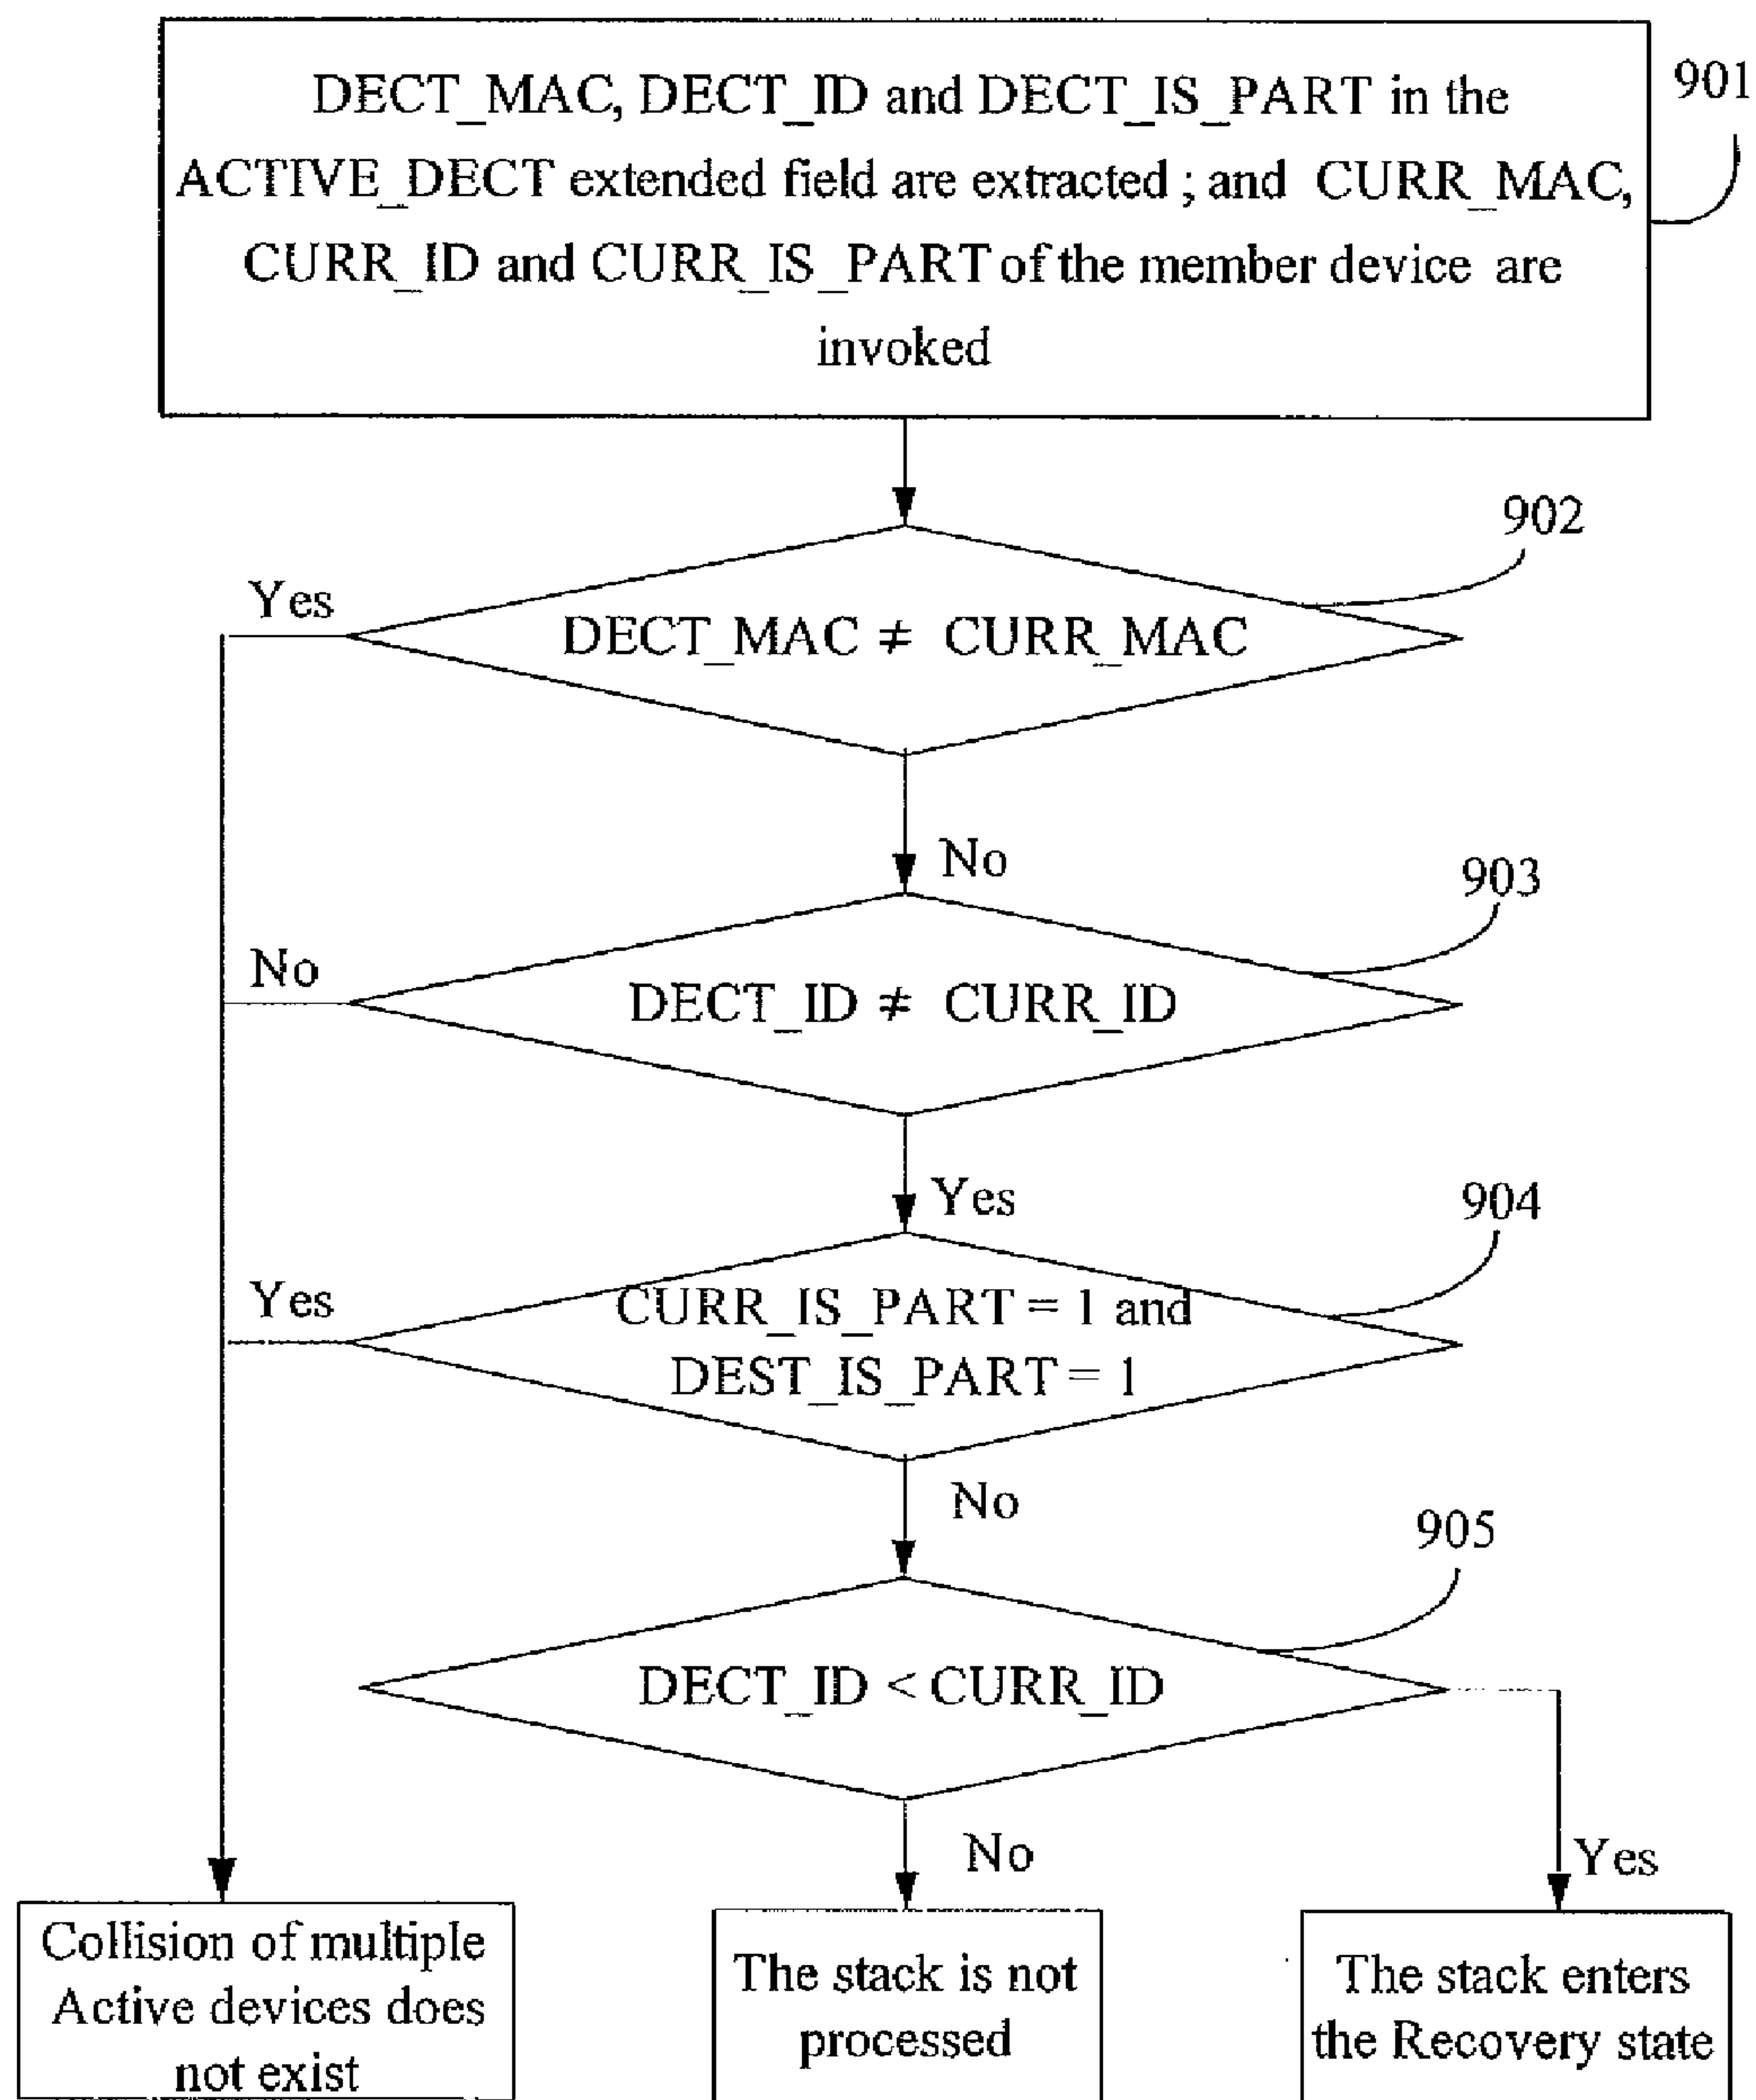 DECT_MAC, DECT_ID and DECT_IS_PART in the
ACTIVE_DECT extended field are extracted ; and CURR_MAC,
CURR_ID and CURR_IS_PART of the member device are
invoked
901
902
Yes
DECT_MAC ≠ CURR_MAC
No
903
No
DECT_ID ≠ CURR_ID
Yes
904
Yes
CURR_IS_PART = 1 and
DEST_IS_PART = 1
No
905
DECT_ID < CURR_ID
No
Yes
Collision of multiple
Active devices does
not exist
The stack is not
processed
The stack enters
the Recovery state